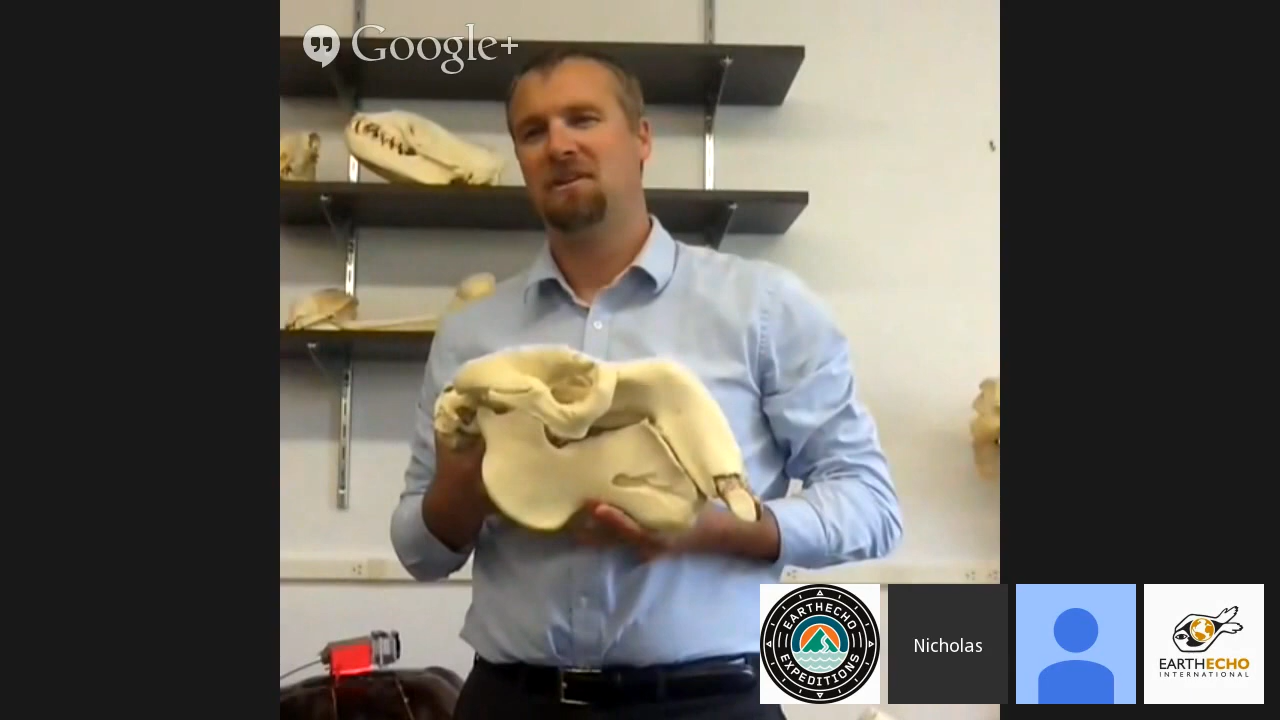 Google+
EARTHECHO
EXPEDITIONS
Nicholas
EARTHECHO
INTERNATIONAL